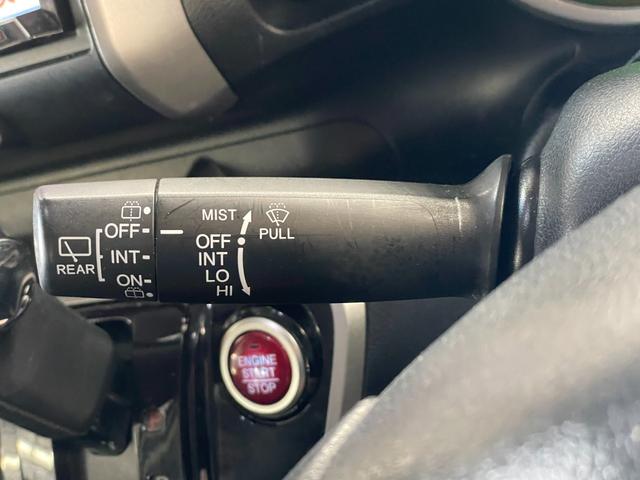 REAR
OFF
INT
ON
MIST
OFF
INT
LO
HI
PULL
ENGINE
START
STOP